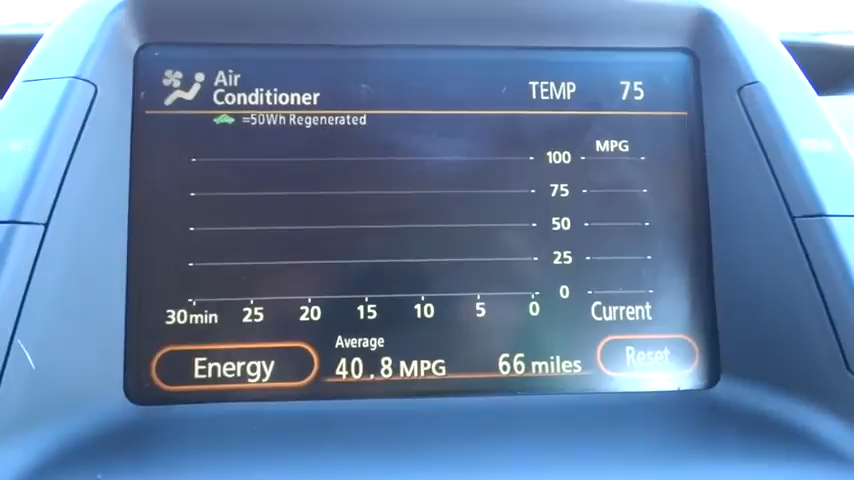 Air
Conditioner
TEMP 75
=50Wh Regenerated
MPG
100
75
50
25
0
30min 25 20 15 10 5 0
Current
Average
Energy
40.8 MPG
66 miles
Reset